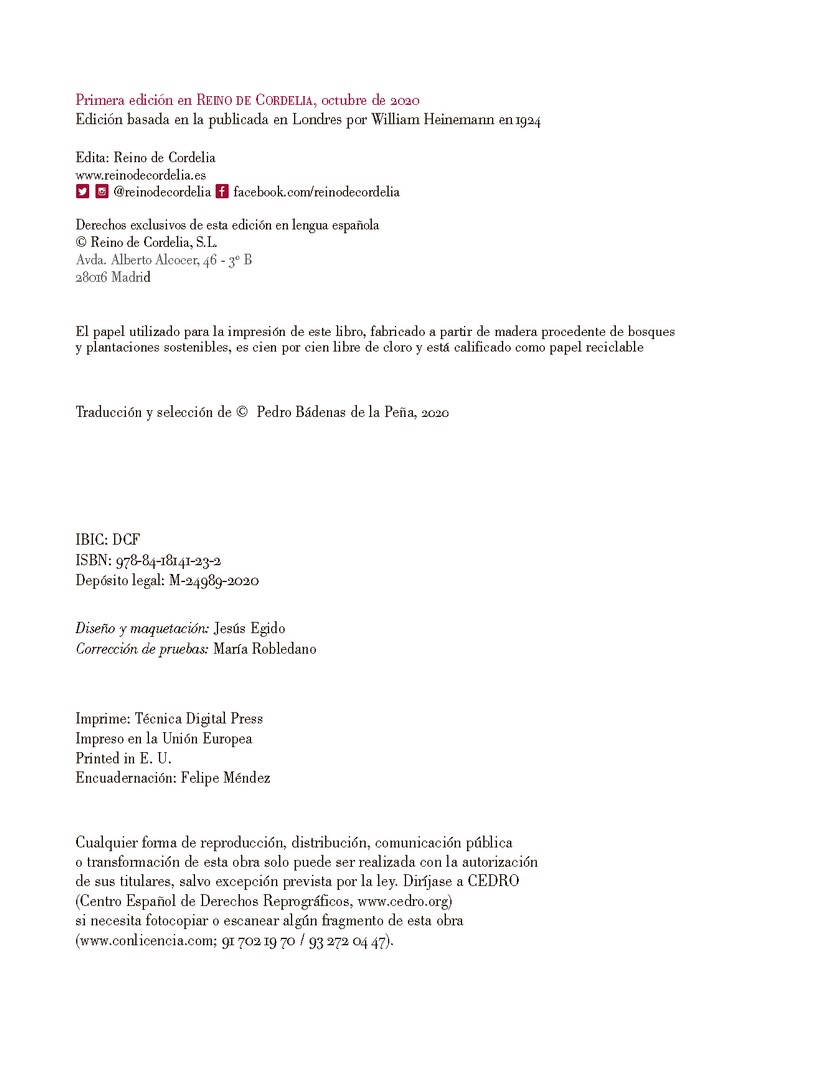 Primera edición en REINO DE CORDELIA, octubre de 2020
Edición basada en la publicada en Londres por William Heinemann en 1924
Edita: Reino de Cordelia
www.reinodecordelia.es
@reinodecordelia facebook.com/reinodecordelia
Derechos exclusivos de esta edición en lengua española
© Reino de Cordelia, S.L.
Avda. Alberto Alcocer, 46 - 3º B
28016 Madrid
El papel utilizado para la impresión de este libro, fabricado a partir de madera procedente de bosques
y plantaciones sostenibles, es cien por cien libre de cloro y está calificado como papel reciclable
Traducción y selección de © Pedro Bádenas de la Peña, 2020
IBIC: DCF
ISBN: 978-84-18141-23-2
Depósito legal: M-24989-2020
Diseño y maquetación: Jesús Egido
Corrección de pruebas: María Robledano
Imprime: Técnica Digital Press
Impreso en la Unión Europea
Printed in E. U.
Encuadernación: Felipe Méndez
Cualquier forma de reproducción, distribución, comunicación pública
o transformación de esta obra solo puede ser realizada con la autorización
de sus titulares, salvo excepción prevista por la ley. Diríjase a CEDRO
(Centro Español de Derechos Reprográficos, www.cedro.org)
si necesita fotocopiar o escanear algún fragmento de esta obra
(www.conlicencia.com; 91 702 19 70 / 93 272 04 47).